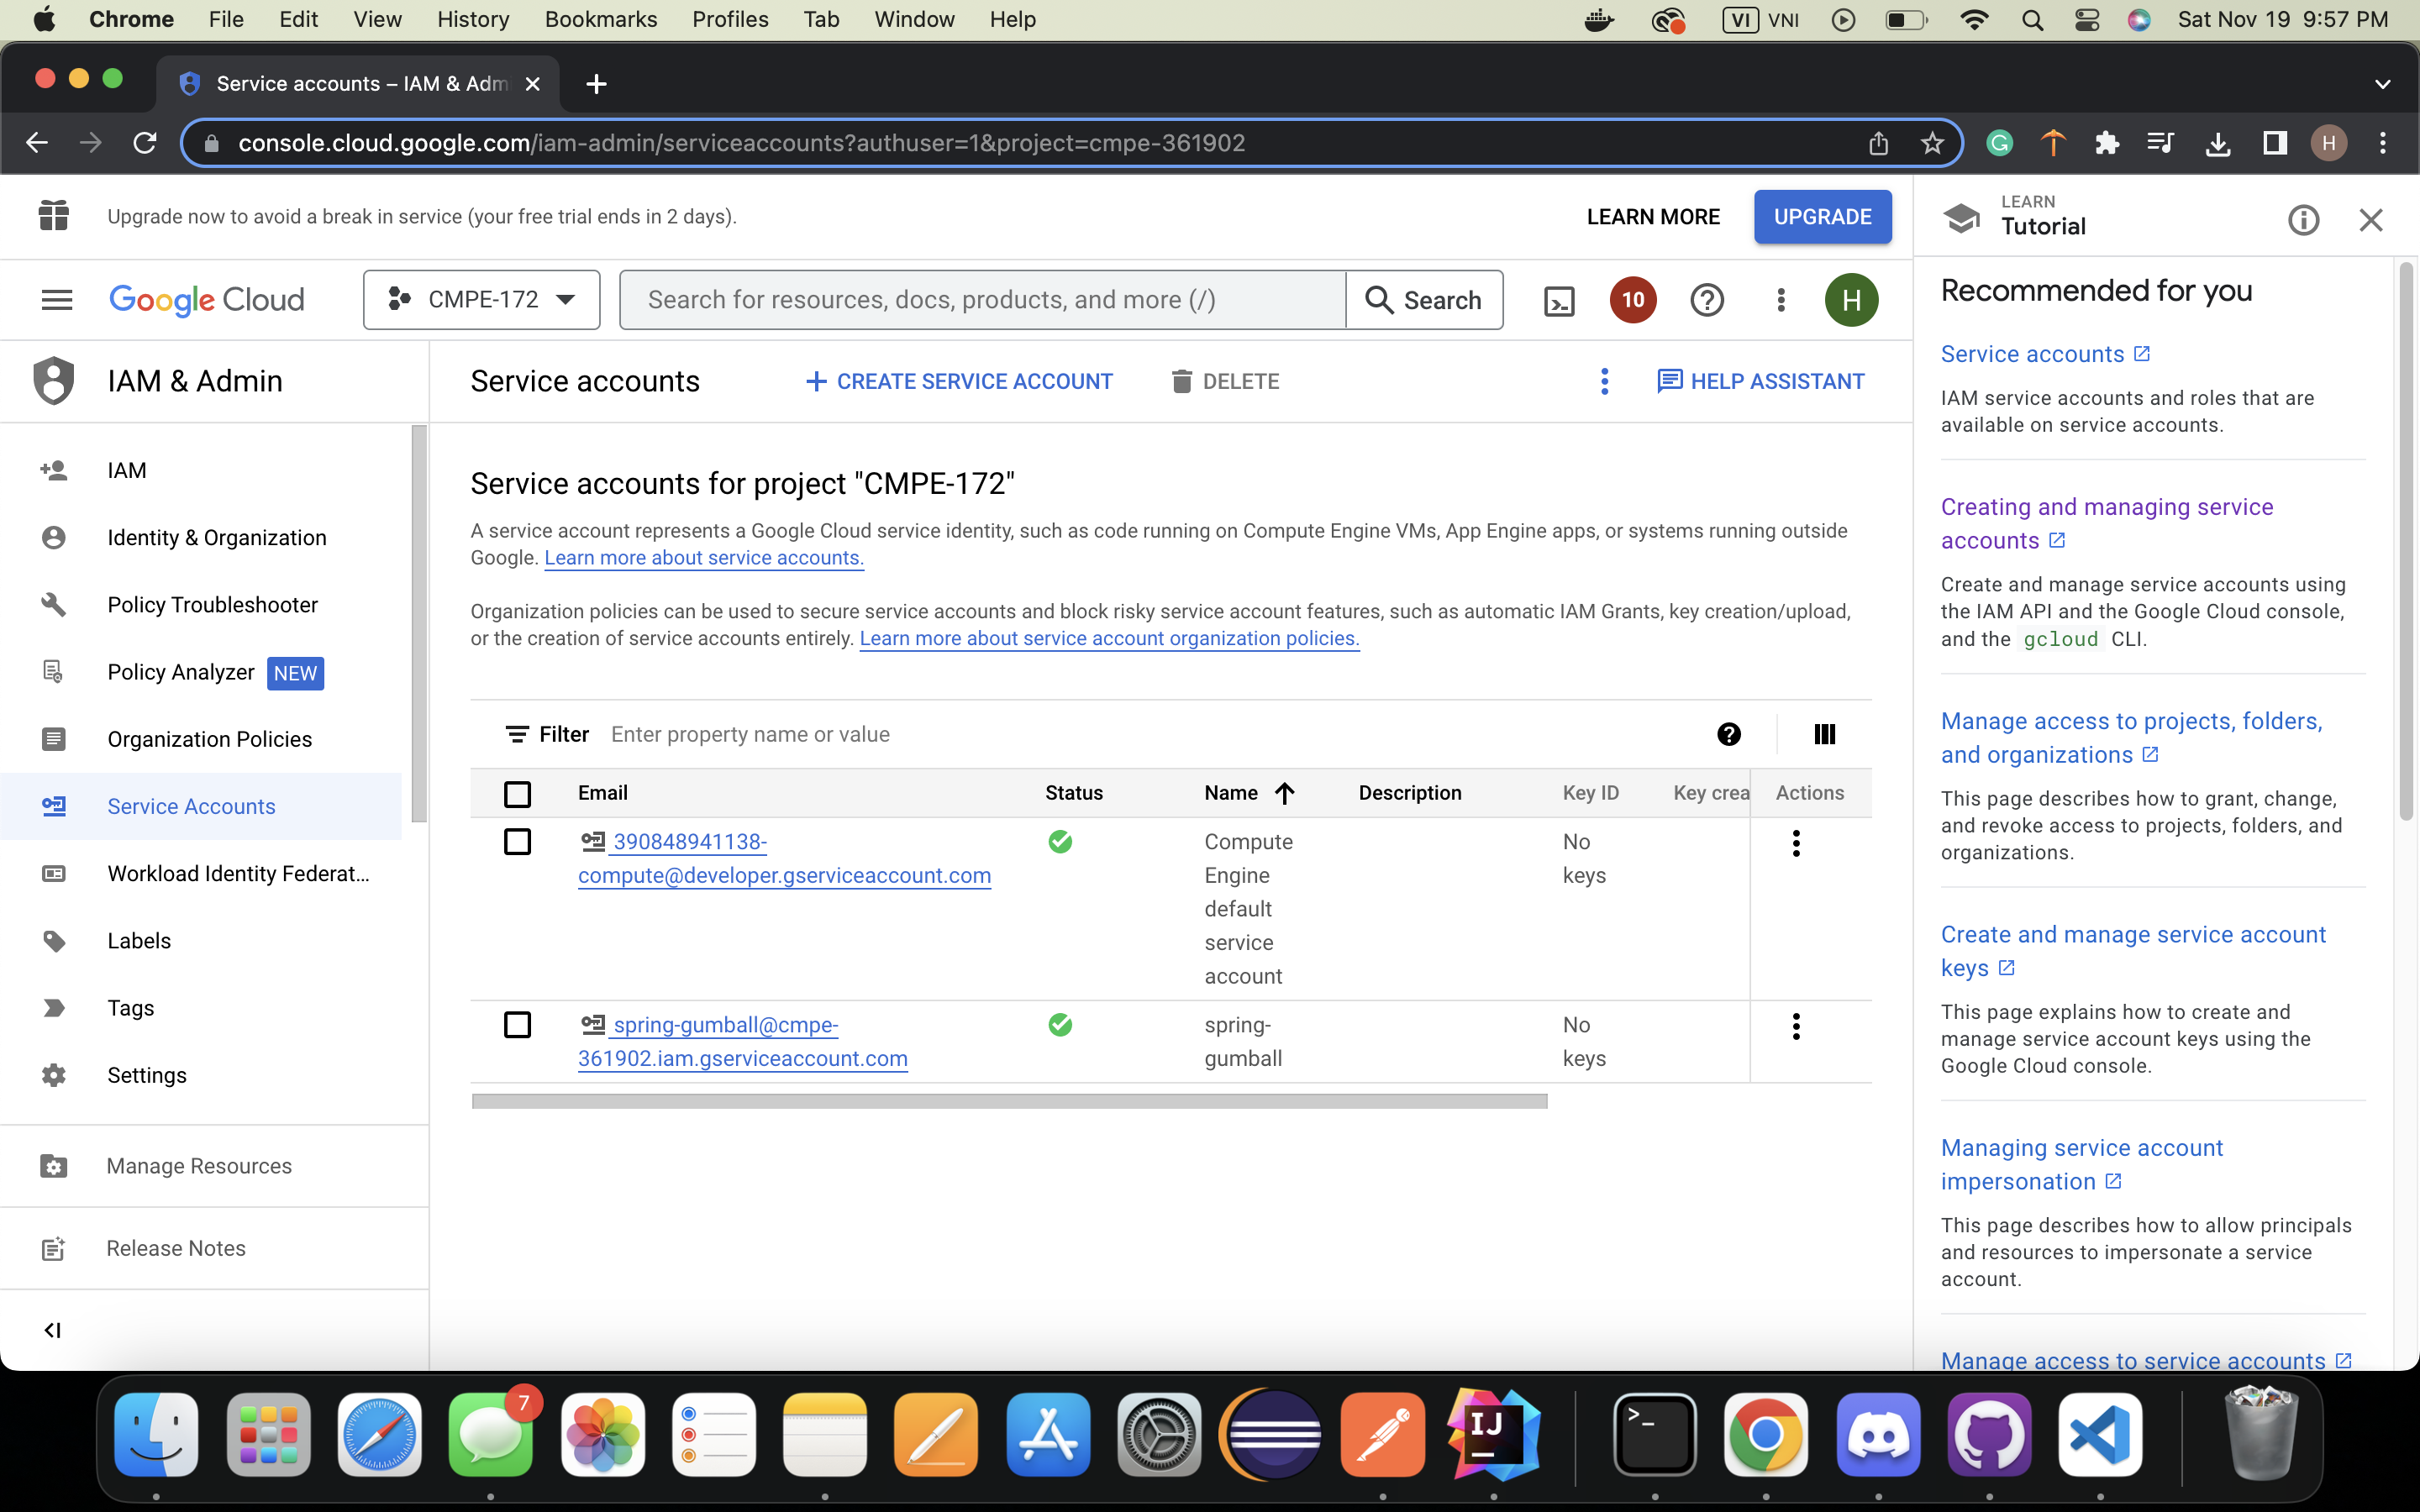 Chrome File Edit View History Bookmarks Profiles Tab Window Help VI VNI Sat Nov 19 9:57 PM
Service accounts – IAM & Adm
console.cloud.google.com/iam-admin/serviceaccounts?authuser=1&project=cmpe-361902
H
Upgrade now to avoid a break in service (your free trial ends in 2 days).
LEARN MORE
UPGRADE
LEARN
Tutorial
Google Cloud
CMPE-172
Search for resources, docs, products, and more (/)
Search
10
H
IAM & Admin
IAM
Identity & Organization
Policy Troubleshooter
Policy Analyzer NEW
Organization Policies
Service Accounts
Workload Identity Federat...
Labels
Tags
Settings
Manage Resources
Release Notes
Service accounts
CREATE SERVICE ACCOUNT
DELETE
HELP ASSISTANT
Service accounts for project "CMPE-172"
A service account represents a Google Cloud service identity, such as code running on Compute Engine VMs, App Engine apps, or systems running outside
Google. Learn more about service accounts.
Organization policies can be used to secure service accounts and block risky service account features, such as automatic IAM Grants, key creation/upload,
or the creation of service accounts entirely. Learn more about service account organization policies.
Filter Enter property name or value
Email Status Name Description Key ID Key crea Actions
390848941138-
compute@developer.gserviceaccount.com
Compute
Engine
default
service
account
No
keys
spring-gumball@cmpe-
361902.iam.gserviceaccount.com
spring-
gumball
No
keys
Recommended for you
Service accounts
IAM service accounts and roles that are
available on service accounts.
Creating and managing service
accounts
Create and manage service accounts using
the IAM API and the Google Cloud console,
and the gcloud CLI.
Manage access to projects, folders,
and organizations
This page describes how to grant, change,
and revoke access to projects, folders, and
organizations.
Create and manage service account
keys
This page explains how to create and
manage service account keys using the
Google Cloud console.
Managing service account
impersonation
This page describes how to allow principals
and resources to impersonate a service
account.
Manage access to service accounts
7
IJ